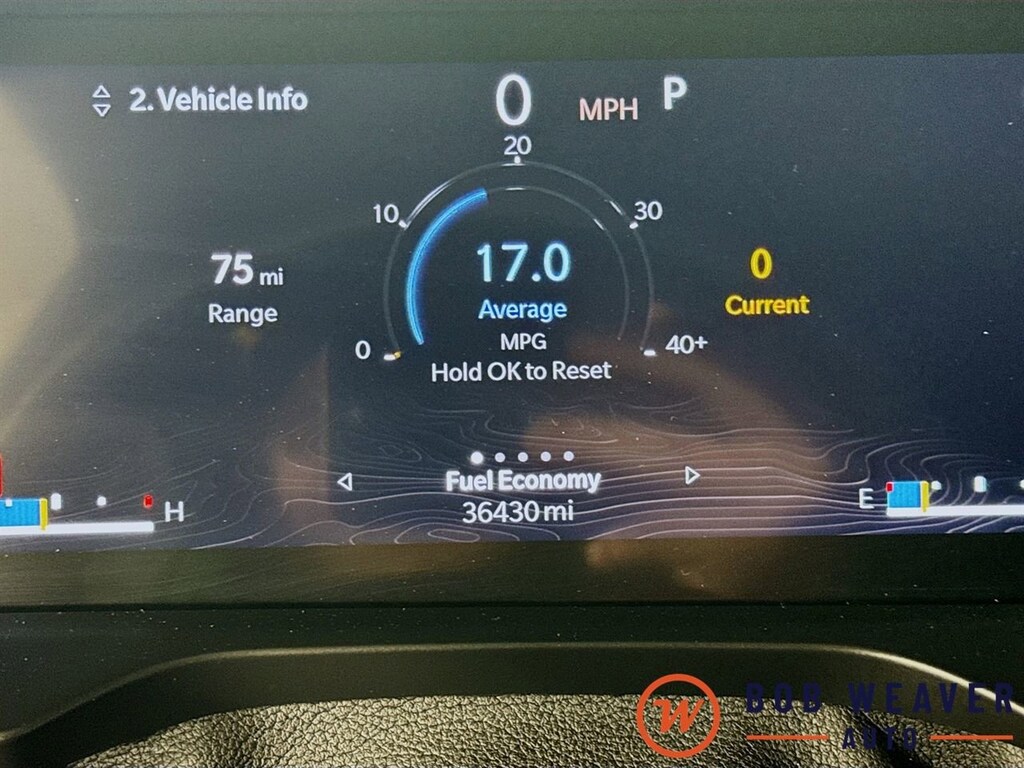 2. Vehicle Info
0 MPH P
20
10
30
75 mi
Range
17.0
Average
MPG
Hold OK to Reset
0
Current
0
40+
Fuel Economy
36430 mi
H
E
W
BOB WEAVER
AUTO